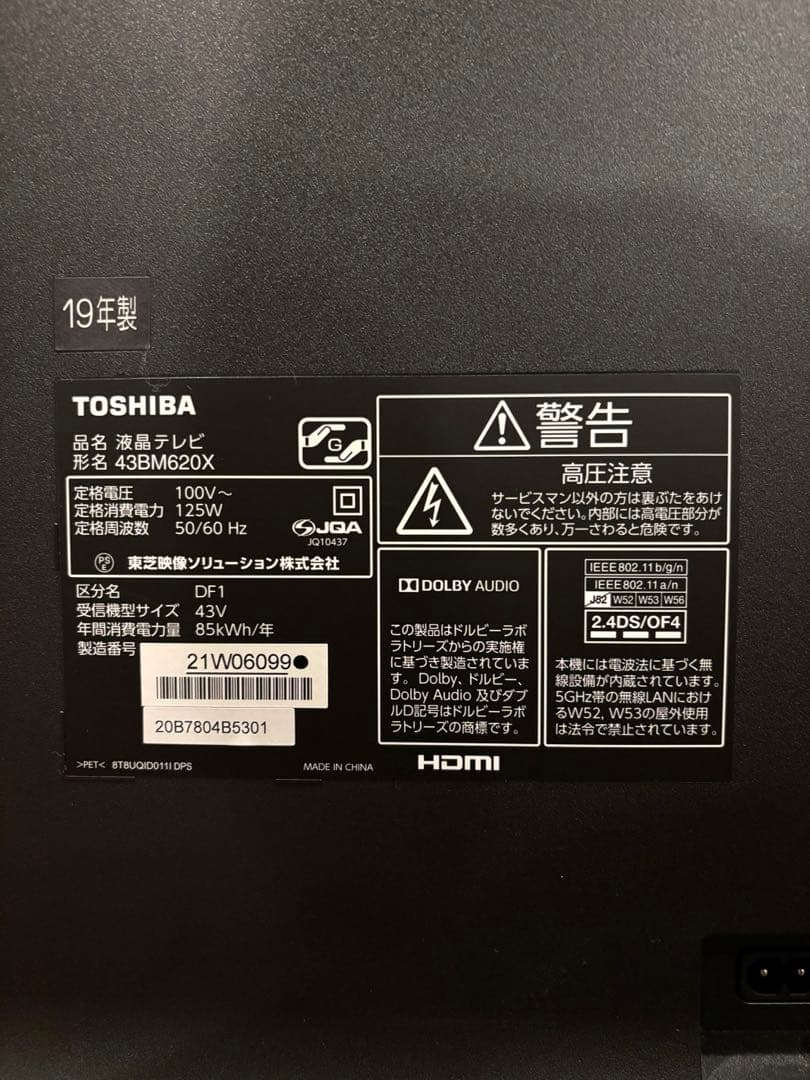 19年製
TOSHIBA
品名 液晶テレビ
形名 43BM620X
G
定格電圧 100V～
定格消費電力 125W
定格周波数 50/60 Hz
JQA
JQ10437
PS
E
東芝映像ソリューション株式会社
区分名 DF1
受信機型サイズ 43V
年間消費電力量 85kWh/年
製造番号
21W06099●
20B7804B5301
>PET< 8T8UQID011I DPS
MADE IN CHINA
警告
高圧注意
サービスマン以外の方は裏ぶたをあけ
ないでください。内部には高電圧部分が
数多くあり、万一さわると危険です。
DOLBY AUDIO
この製品はドルビーラボ
ラトリーズからの実施権
に基づき製造されていま
す。Dolby、ドルビー、
Dolby Audio 及びダブ
ルD記号はドルビーラボ
ラトリーズの商標です。
IEEE802.11 b/g/n
IEEE802.11 a/n
J52 W52 W53 W56
2.4DS/OF4
本機には電波法に基づく無
線設備が内蔵されています。
5GHz帯の無線LANにおけ
るW52、W53の屋外使用
は法令で禁止されています。
HDMI